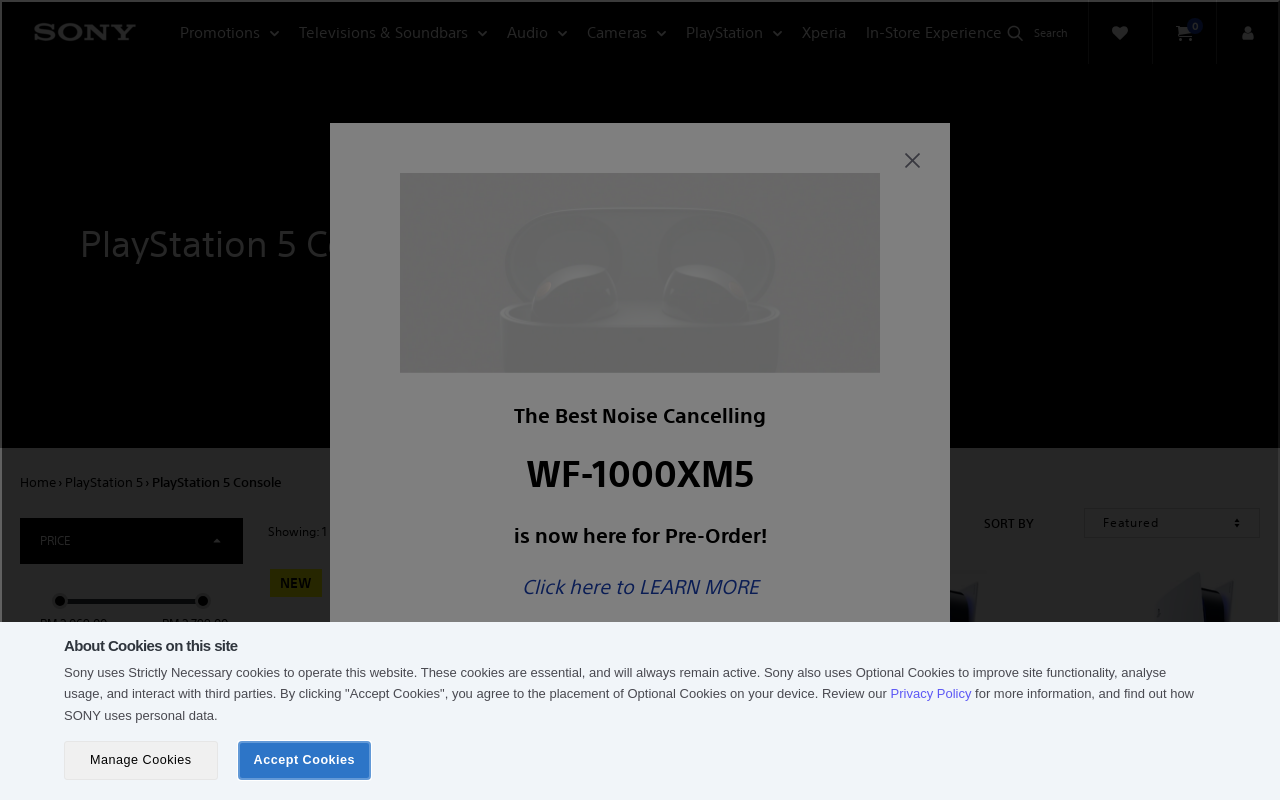 SONY
Promotions
Televisions & Soundbars
Audio
Cameras
PlayStation
Xperia
In-Store Experience
Search
0
PlayStation 5 C
The Best Noise Cancelling
WF-1000XM5
is now here for Pre-Order!
Click here to LEARN MORE
Home › PlayStation 5 › PlayStation 5 Console
PRICE
Showing: 1
SORT BY
Featured
NEW
About Cookies on this site
Sony uses Strictly Necessary cookies to operate this website. These cookies are essential, and will always remain active. Sony also uses Optional Cookies to improve site functionality, analyse
usage, and interact with third parties. By clicking "Accept Cookies", you agree to the placement of Optional Cookies on your device. Review our Privacy Policy for more information, and find out how
SONY uses personal data.
Manage Cookies
Accept Cookies